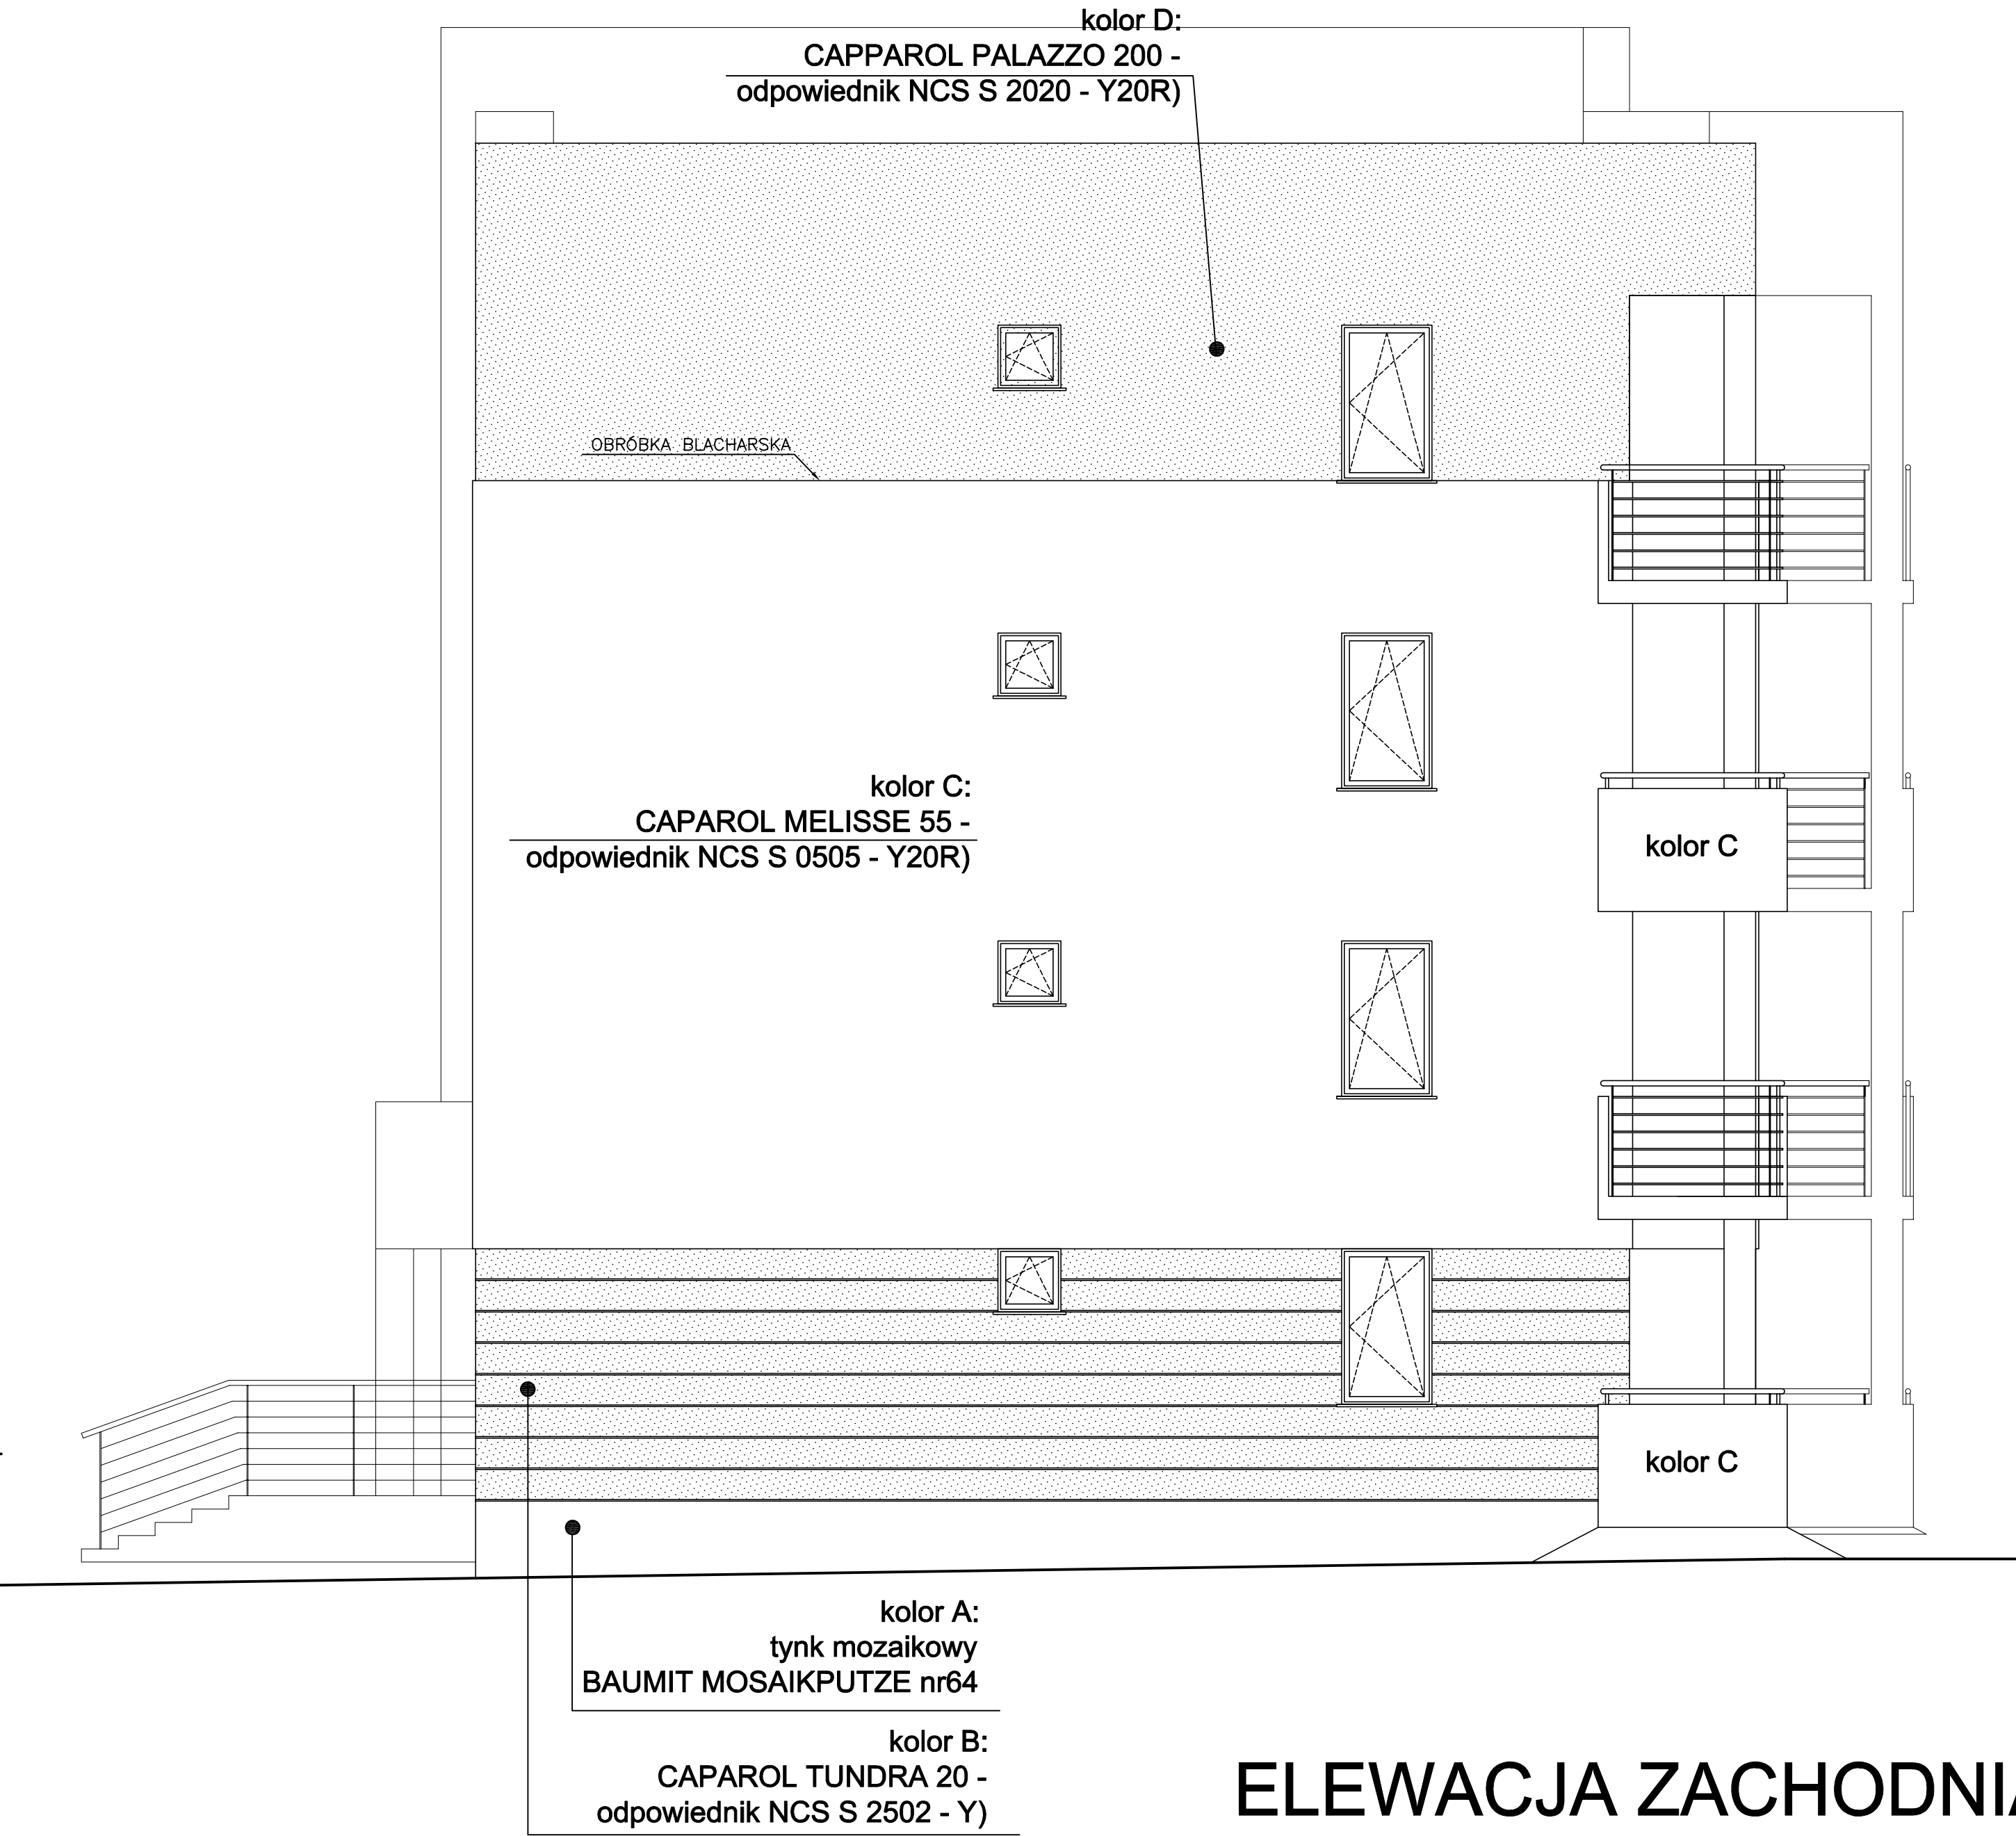 kolor D:
CAPPAROL PALAZZO 200 -
odpowiednik NCS S 2020 - Y20R)
OBRÓBKA BLACHARSKA
kolor C:
CAPAROL MELISSE 55 -
odpowiednik NCS S 0505 - Y20R)
kolor C
kolor C
kolor A:
tynk mozaikowy
BAUMIT MOSAIKPUTZE nr64
kolor B:
CAPAROL TUNDRA 20 -
odpowiednik NCS S 2502 - Y)
ELEWACJA ZACHODNIA